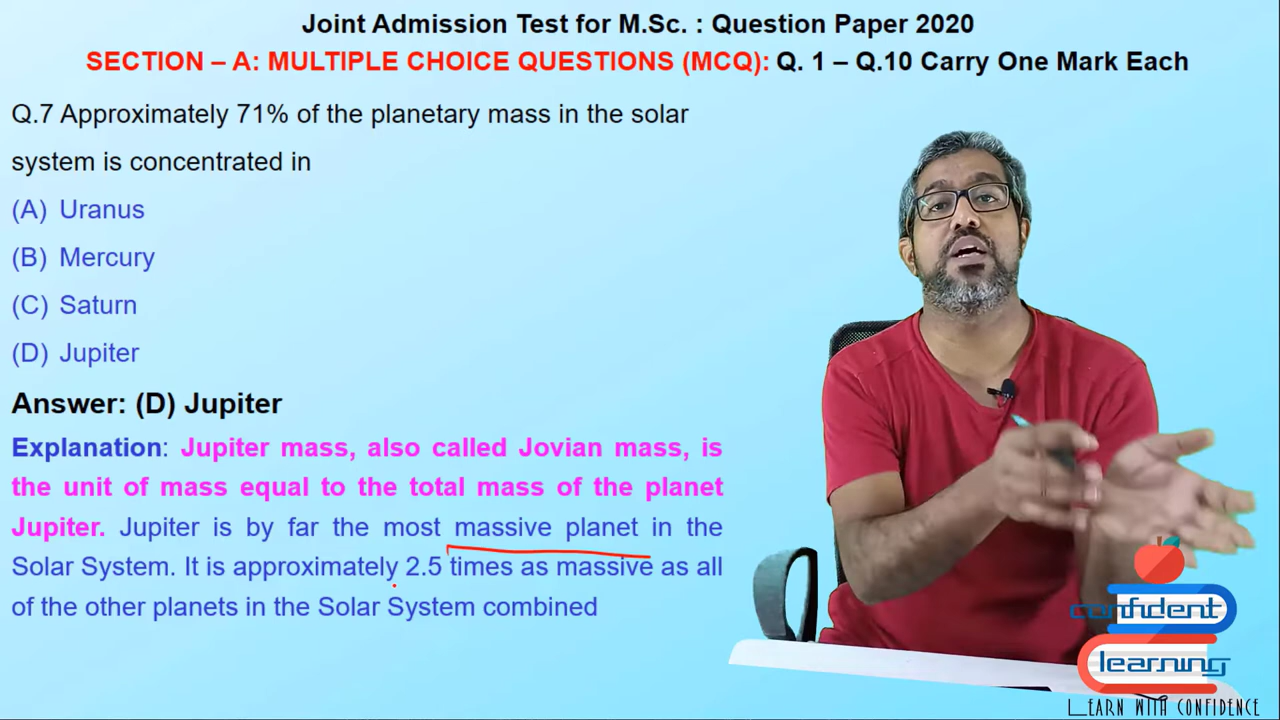 Joint Admission Test for M.Sc. : Question Paper 2020
SECTION – A: MULTIPLE CHOICE QUESTIONS (MCQ): Q. 1 – Q.10 Carry One Mark Each
Q.7 Approximately 71% of the planetary mass in the solar
system is concentrated in
(A) Uranus
(B) Mercury
(C) Saturn
(D) Jupiter
Answer: (D) Jupiter
Explanation: Jupiter mass, also called Jovian mass, is
the unit of mass equal to the total mass of the planet
Jupiter. Jupiter is by far the most massive planet in the
Solar System. It is approximately 2.5 times as massive as all
of the other planets in the Solar System combined
confident
learning
LEARN WITH CONFIDENCE